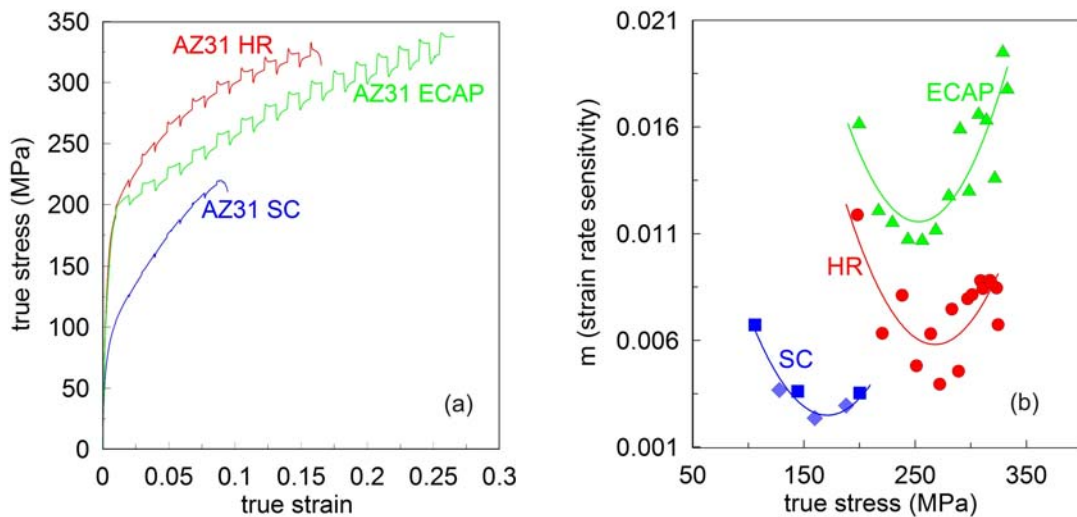 350
300
250
200
150
100
50
0
true stress (MPa)
AZ31 HR
AZ31 ECAP
AZ31 SC
(a)
0 0.05 0.1 0.15 0.2 0.25 0.3
true strain
0.021
0.016
0.011
0.006
0.001
m (strain rate sensitvity)
ECAP
HR
SC
(b)
50 150 250 350
true stress (MPa)